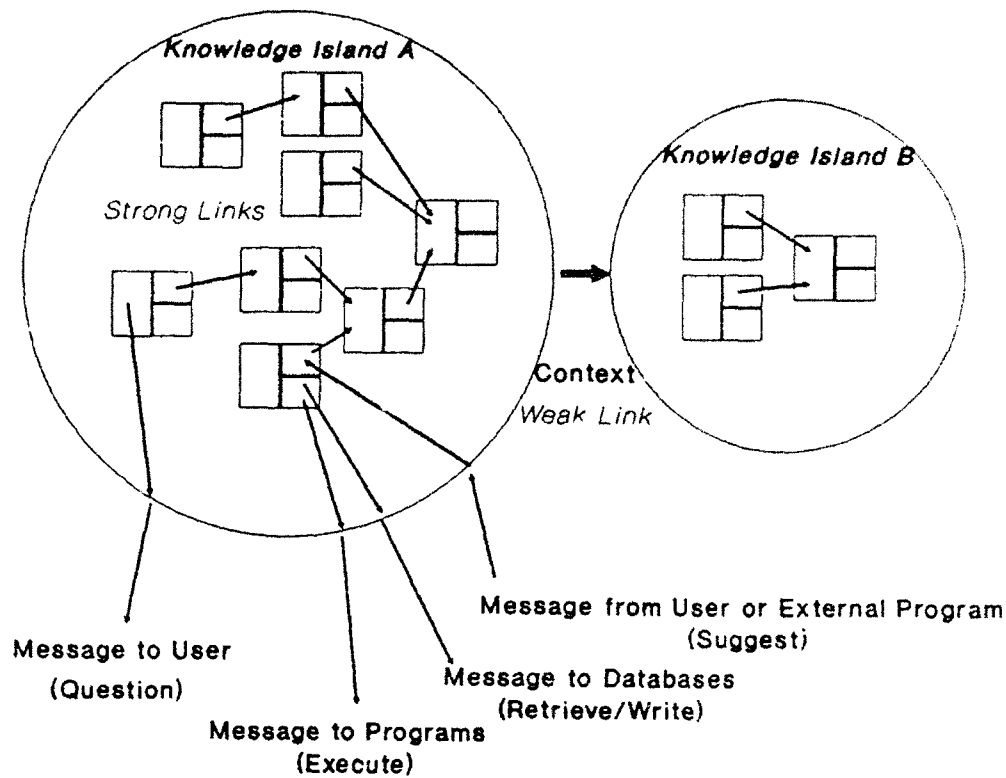 Knowledge Island A
Knowledge Island B
Strong Links
Context
Weak Link
Message from User or External Program
(Suggest)
Message to User
(Question)
Message to Databases
(Retrieve/Write)
Message to Programs
(Execute)